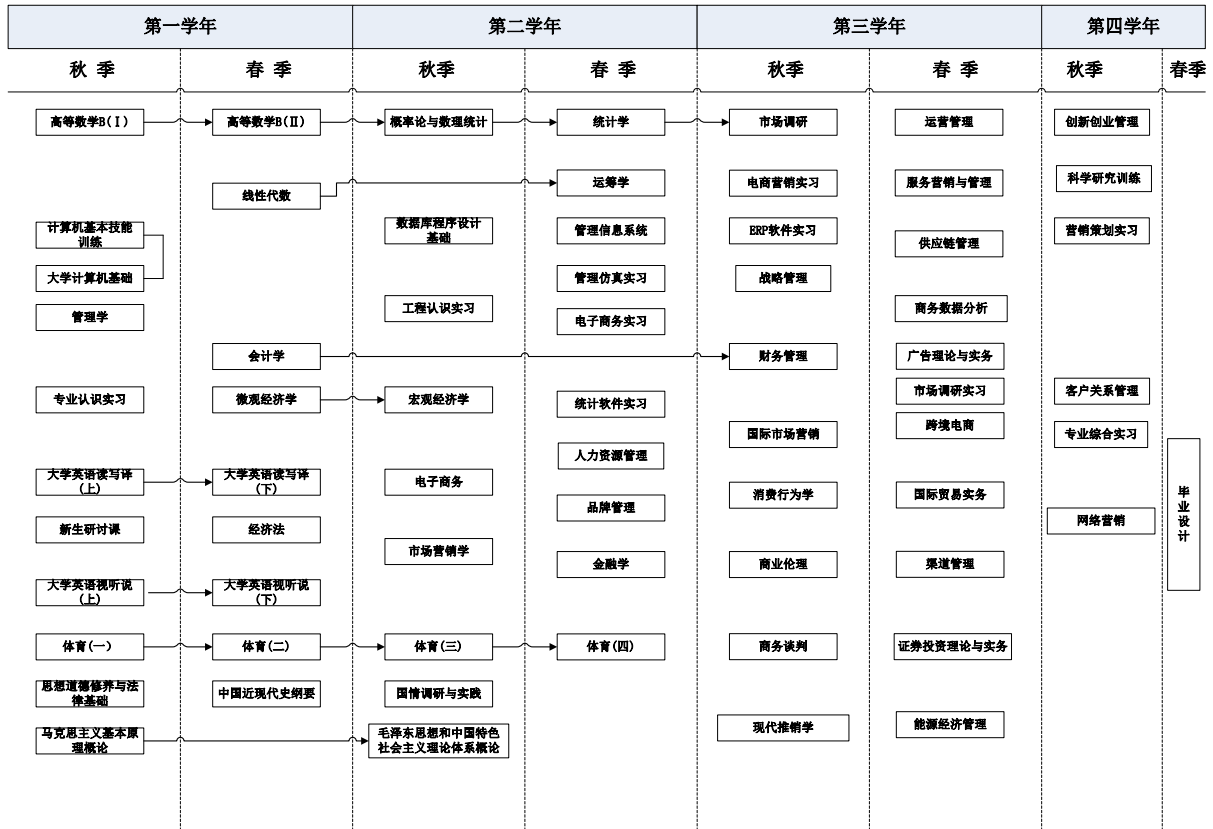 第一学年
第二学年
第三学年
第四学年
秋 季
春 季
秋季
春 季
秋季
春 季
秋季
春季
高等数学B(Ⅰ)
高等数学B(Ⅱ)
概率论与数理统计
统计学
市场调研
运营管理
创新创业管理
线性代数
运筹学
电商营销实习
服务营销与管理
科学研究训练
计算机基本技能
训练
数据库程序设计
基础
管理信息系统
ERP软件实习
供应链管理
营销策划实习
大学计算机基础
管理仿真实习
战略管理
管理学
工程认识实习
电子商务实习
商务数据分析
会计学
财务管理
广告理论与实务
专业认识实习
微观经济学
宏观经济学
统计软件实习
市场调研实习
客户关系管理
国际市场营销
跨境电商
专业综合实习
人力资源管理
大学英语读写译
(上)
大学英语读写译
(下)
电子商务
消费行为学
国际贸易实务
品牌管理
网络营销
毕
业
设
计
新生研讨课
经济法
市场营销学
金融学
商业伦理
渠道管理
大学英语视听说
(上)
大学英语视听说
(下)
体育(一)
体育(二)
体育(三)
体育(四)
商务谈判
证券投资理论与实务
思想道德修养与法
律基础
中国近现代史纲要
国情调研与实践
现代推销学
能源经济管理
马克思主义基本原
理概论
毛泽东思想和中国特色
社会主义理论体系概论